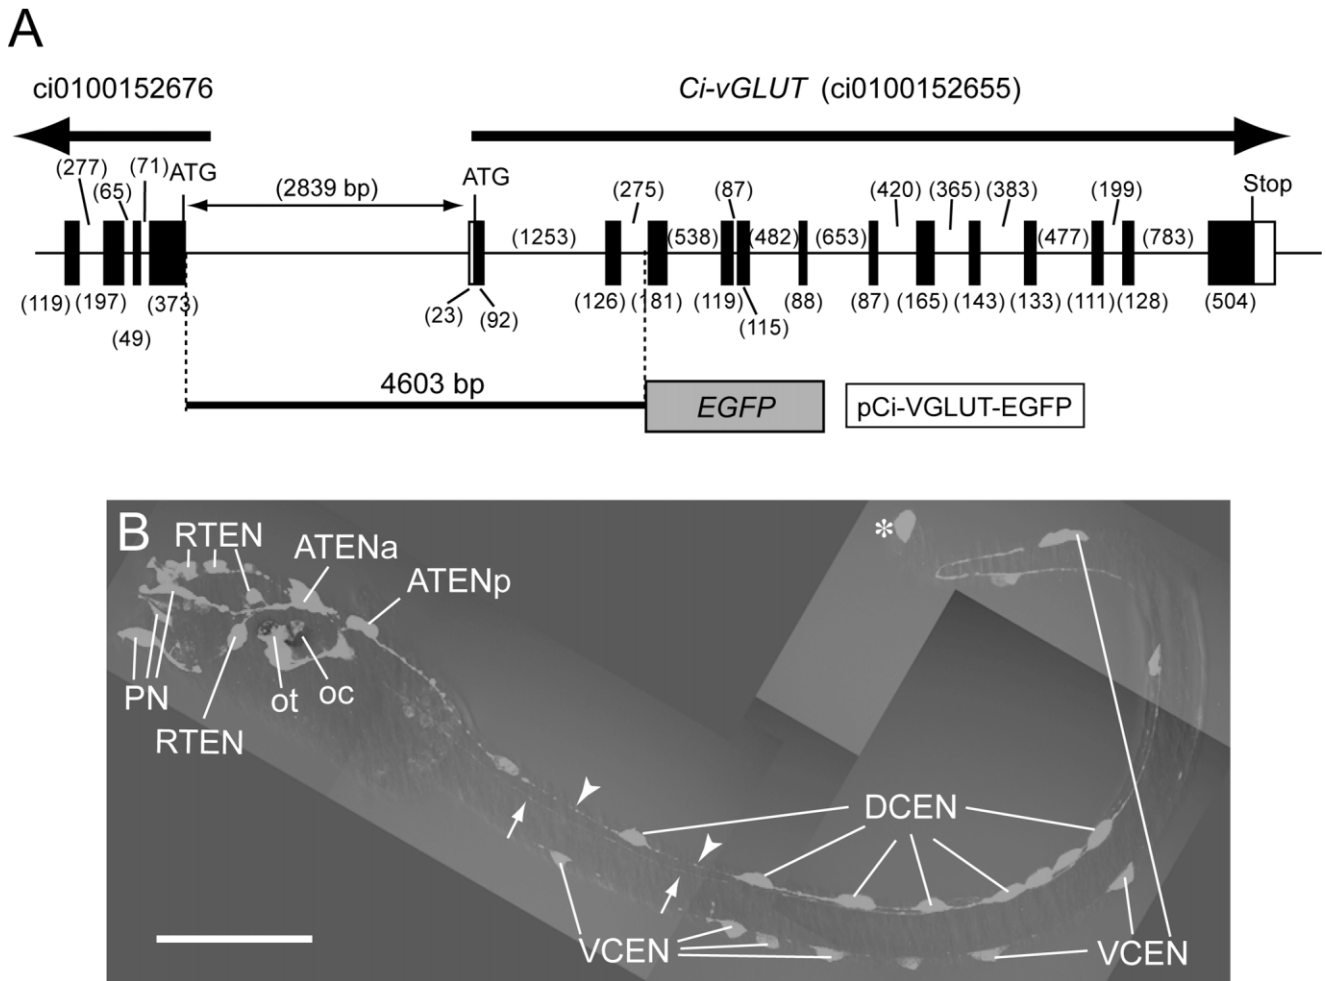 A
ci0100152676
Ci-vGLUT (ci0100152655)
(277) (65) (71) ATG (2839 bp) ATG (275) (87) (420) (365) (383) (199) Stop
(1253) (538) (482) (653) (477) (783)
(119) (197) (49) (373) (23) (92) (126) (181) (119) (115) (88) (87) (165) (143) (133) (111) (128) (504)
4603 bp
EGFP
pCi-VGLUT-EGFP
B
RTEN
ATENa
ATENp
*
PN
RTEN
ot
oc
DCEN
VCEN
VCEN